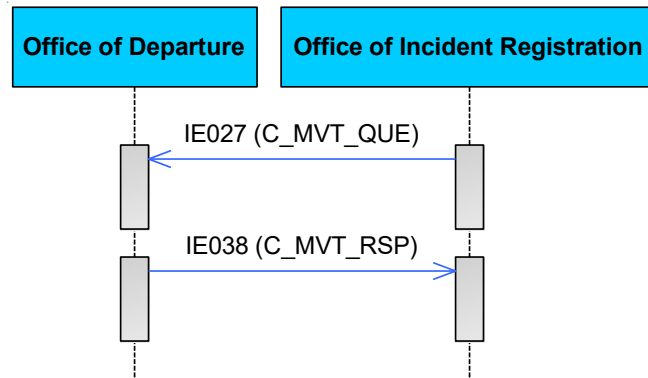 Office of Departure
Office of Incident Registration
IE027 (C_MVT_QUE)
IE038 (C_MVT_RSP)